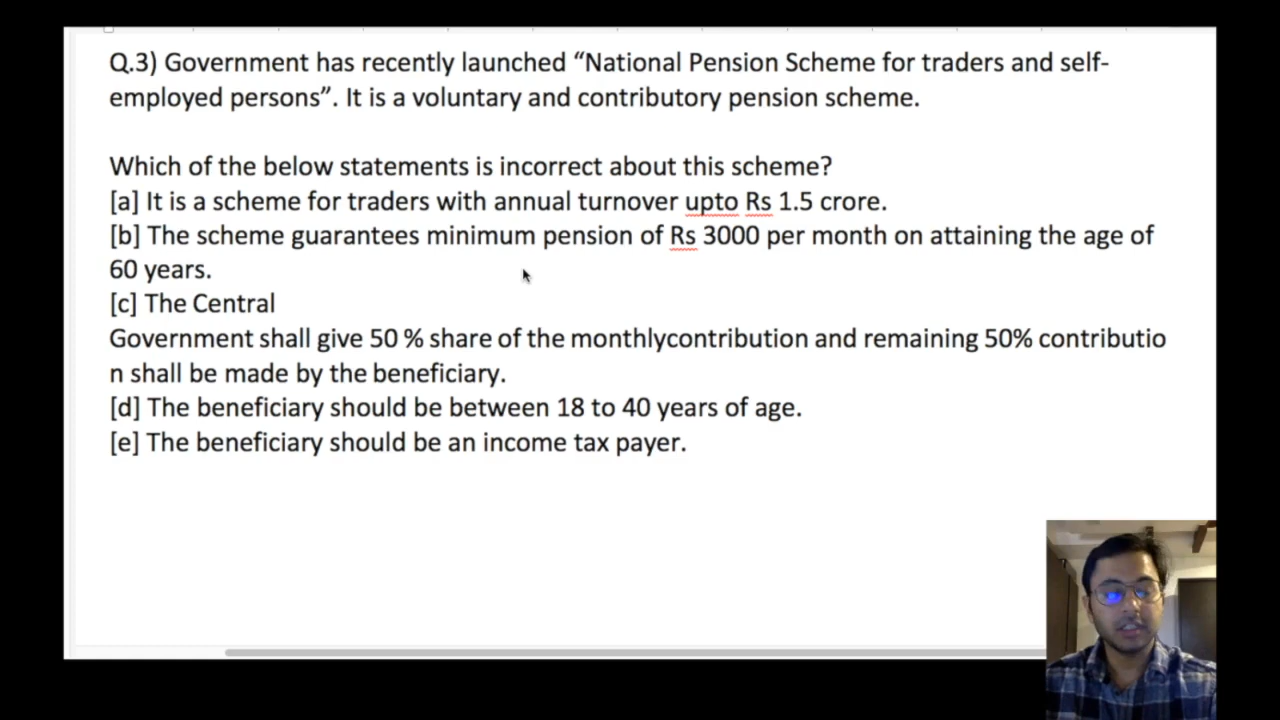 Q.3) Government has recently launched “National Pension Scheme for traders and self-
employed persons”. It is a voluntary and contributory pension scheme.
Which of the below statements is incorrect about this scheme?
[a] It is a scheme for traders with annual turnover upto Rs 1.5 crore.
[b] The scheme guarantees minimum pension of Rs 3000 per month on attaining the age of
60 years.
[c] The Central
Government shall give 50 % share of the monthlycontribution and remaining 50% contributio
n shall be made by the beneficiary.
[d] The beneficiary should be between 18 to 40 years of age.
[e] The beneficiary should be an income tax payer.